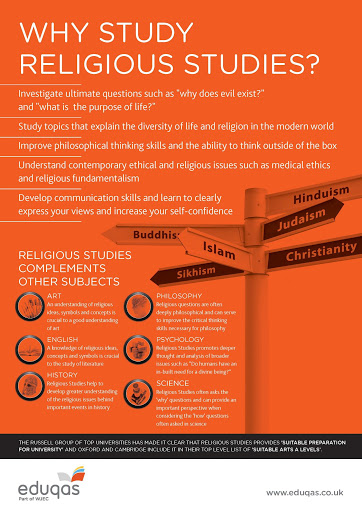 WHY STUDY
RELIGIOUS STUDIES?
Investigate ultimate questions such as "why does evil exist?"
and "what is the purpose of life?"
Study topics that explain the diversity of life and religion in the modern world
Improve philosophical thinking skills and the ability to think outside of the box
Understand contemporary ethical and religious issues such as medical ethics
and religious fundamentalism
Develop communication skills and learn to clearly
express your views and increase your self-confidence
Hinduism
Judaism
Buddhis
Islam
Christianity
Sikhism
RELIGIOUS STUDIES
COMPLEMENTS
OTHER SUBJECTS
ART
An understanding of religious
ideas, symbols and concepts is
crucial to a good understanding
of art
ENGLISH
A knowledge of religious ideas,
concepts and symbols is crucial
to the study of literature
HISTORY
Religious Studies help to
develop greater understanding
of the religious issues behind
important events in history
PHILOSOPHY
Religious questions are often
deeply philosophical and can serve
to improve the critical thinking
skills necessary for philosophy
PSYCHOLOGY
Religious Studies promotes deeper
thought and analysis of broader
issues such as "Do humans have an
in-built need for a divine being?"
SCIENCE
Religious Studies often asks the
'why' questions and can provide an
important perspective when
considering the 'how' questions
often asked in science
THE RUSSELL GROUP OF TOP UNIVERSITIES HAS MADE IT CLEAR THAT RELIGIOUS STUDIES PROVIDES 'SUITABLE PREPARATION
FOR UNIVERSITY' AND OXFORD AND CAMBRIDGE INCLUDE IT IN THEIR TOP LEVEL LIST OF 'SUITABLE ARTS A LEVELS'.
eduqas
Part of WJEC
www.eduqas.co.uk